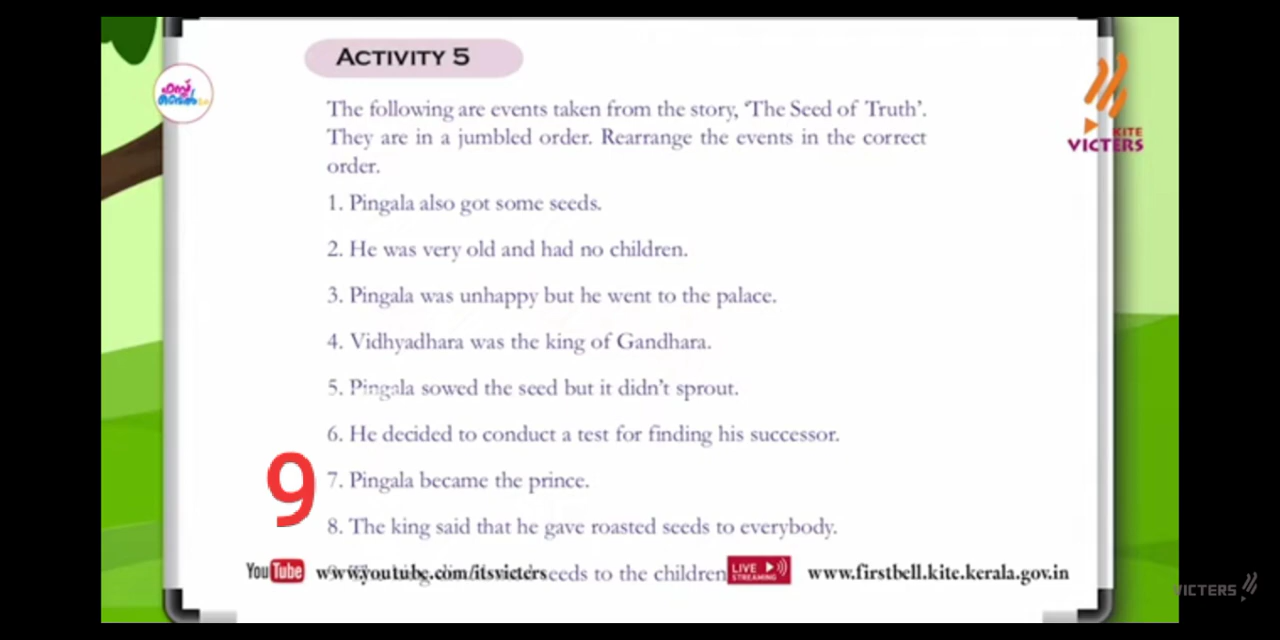 ACTIVITY 5
The following are events taken from the story, 'The Seed of Truth'.
They are in a jumbled order. Rearrange the events in the correct
order.
1. Pingala also got some seeds.
2. He was very old and had no children.
3. Pingala was unhappy but he went to the palace.
4. Vidhyadhara was the king of Gandhara.
5. Pingala sowed the seed but it didn't sprout.
6. He decided to conduct a test for finding his successor.
9
7. Pingala became the prince.
8. The king said that he gave roasted seeds to everybody.
seeds to the children
YouTube www.youtube.com/itsvicters
LIVE STREAMING www.firstbell.kite.kerala.gov.in
KITE
VICTERS
VICTERS